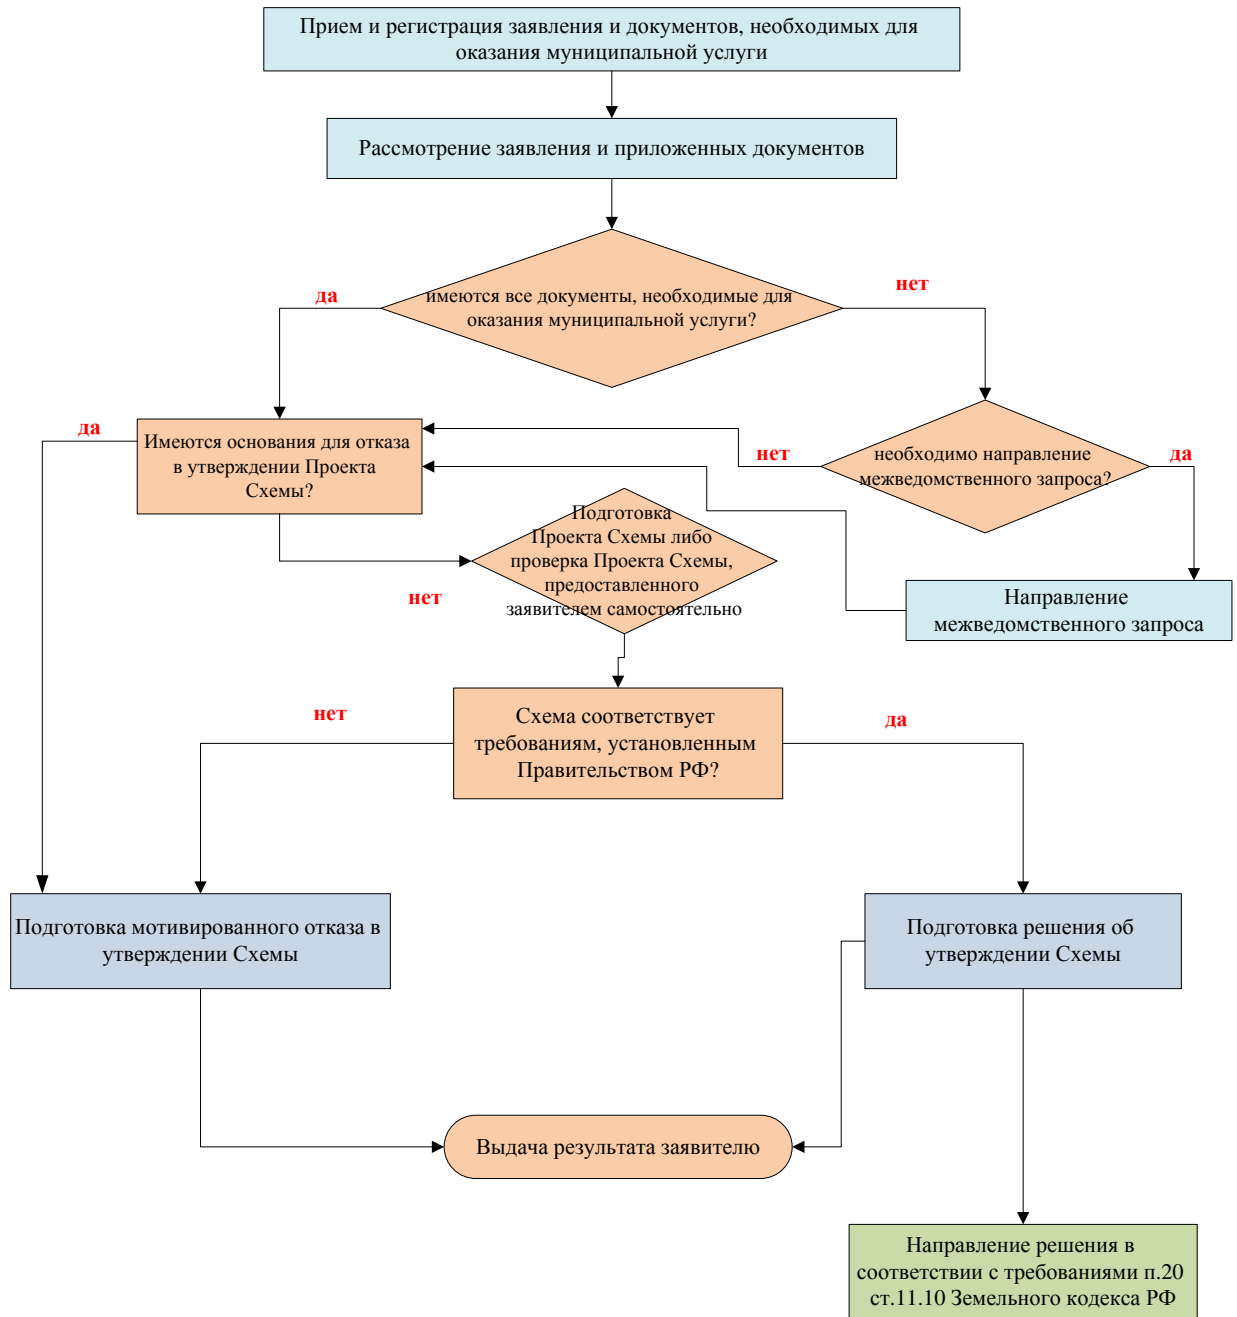 Прием и регистрация заявления и документов, необходимых для
оказания муниципальной услуги
Рассмотрение заявления и приложенных документов
имеются все документы, необходимые для
оказания муниципальной услуги?
да
нет
да
Имеются основания для отказа
в утверждении Проекта
Схемы?
нет
необходимо направление
межведомственного запроса?
да
Подготовка
Проекта Схемы либо
проверка Проекта Схемы,
предоставленного
заявителем самостоятельно
нет
Направление
межведомственного запроса
нет
Схема соответствует
требованиям, установленным
Правительством РФ?
да
Подготовка мотивированного отказа в
утверждении Схемы
Подготовка решения об
утверждении Схемы
Выдача результата заявителю
Направление решения в
соответствии с требованиями п.20
ст.11.10 Земельного кодекса РФ